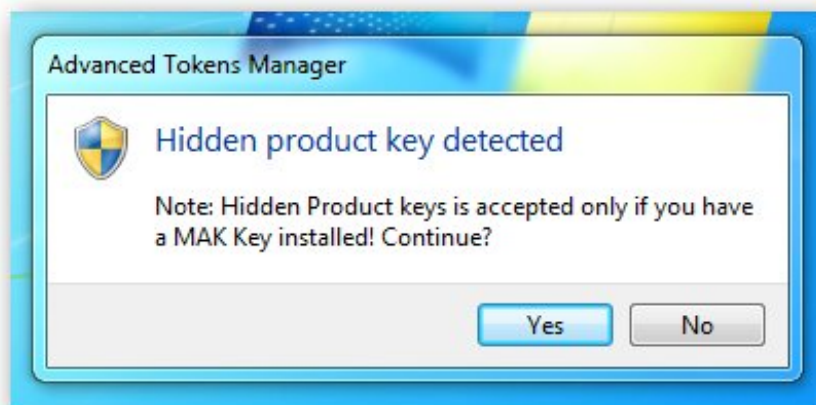 Advanced Tokens Manager
Hidden product key detected
Note: Hidden Product keys is accepted only if you have
a MAK Key installed! Continue?
Yes
No